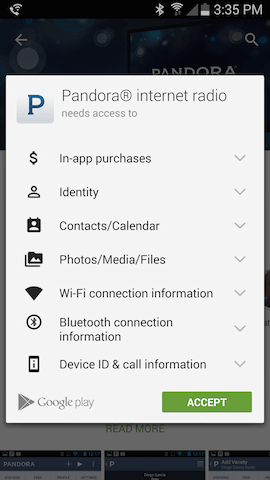 3:35 PM
PANDORA
P
Pandora® internet radio
needs access to
$
In-app purchases
Identity
Contacts/Calendar
Photos/Media/Files
Wi-Fi connection information
Bluetooth connection
information
Device ID & call information
Google play
ACCEPT
READ MORE
PANDORA
Add Variety